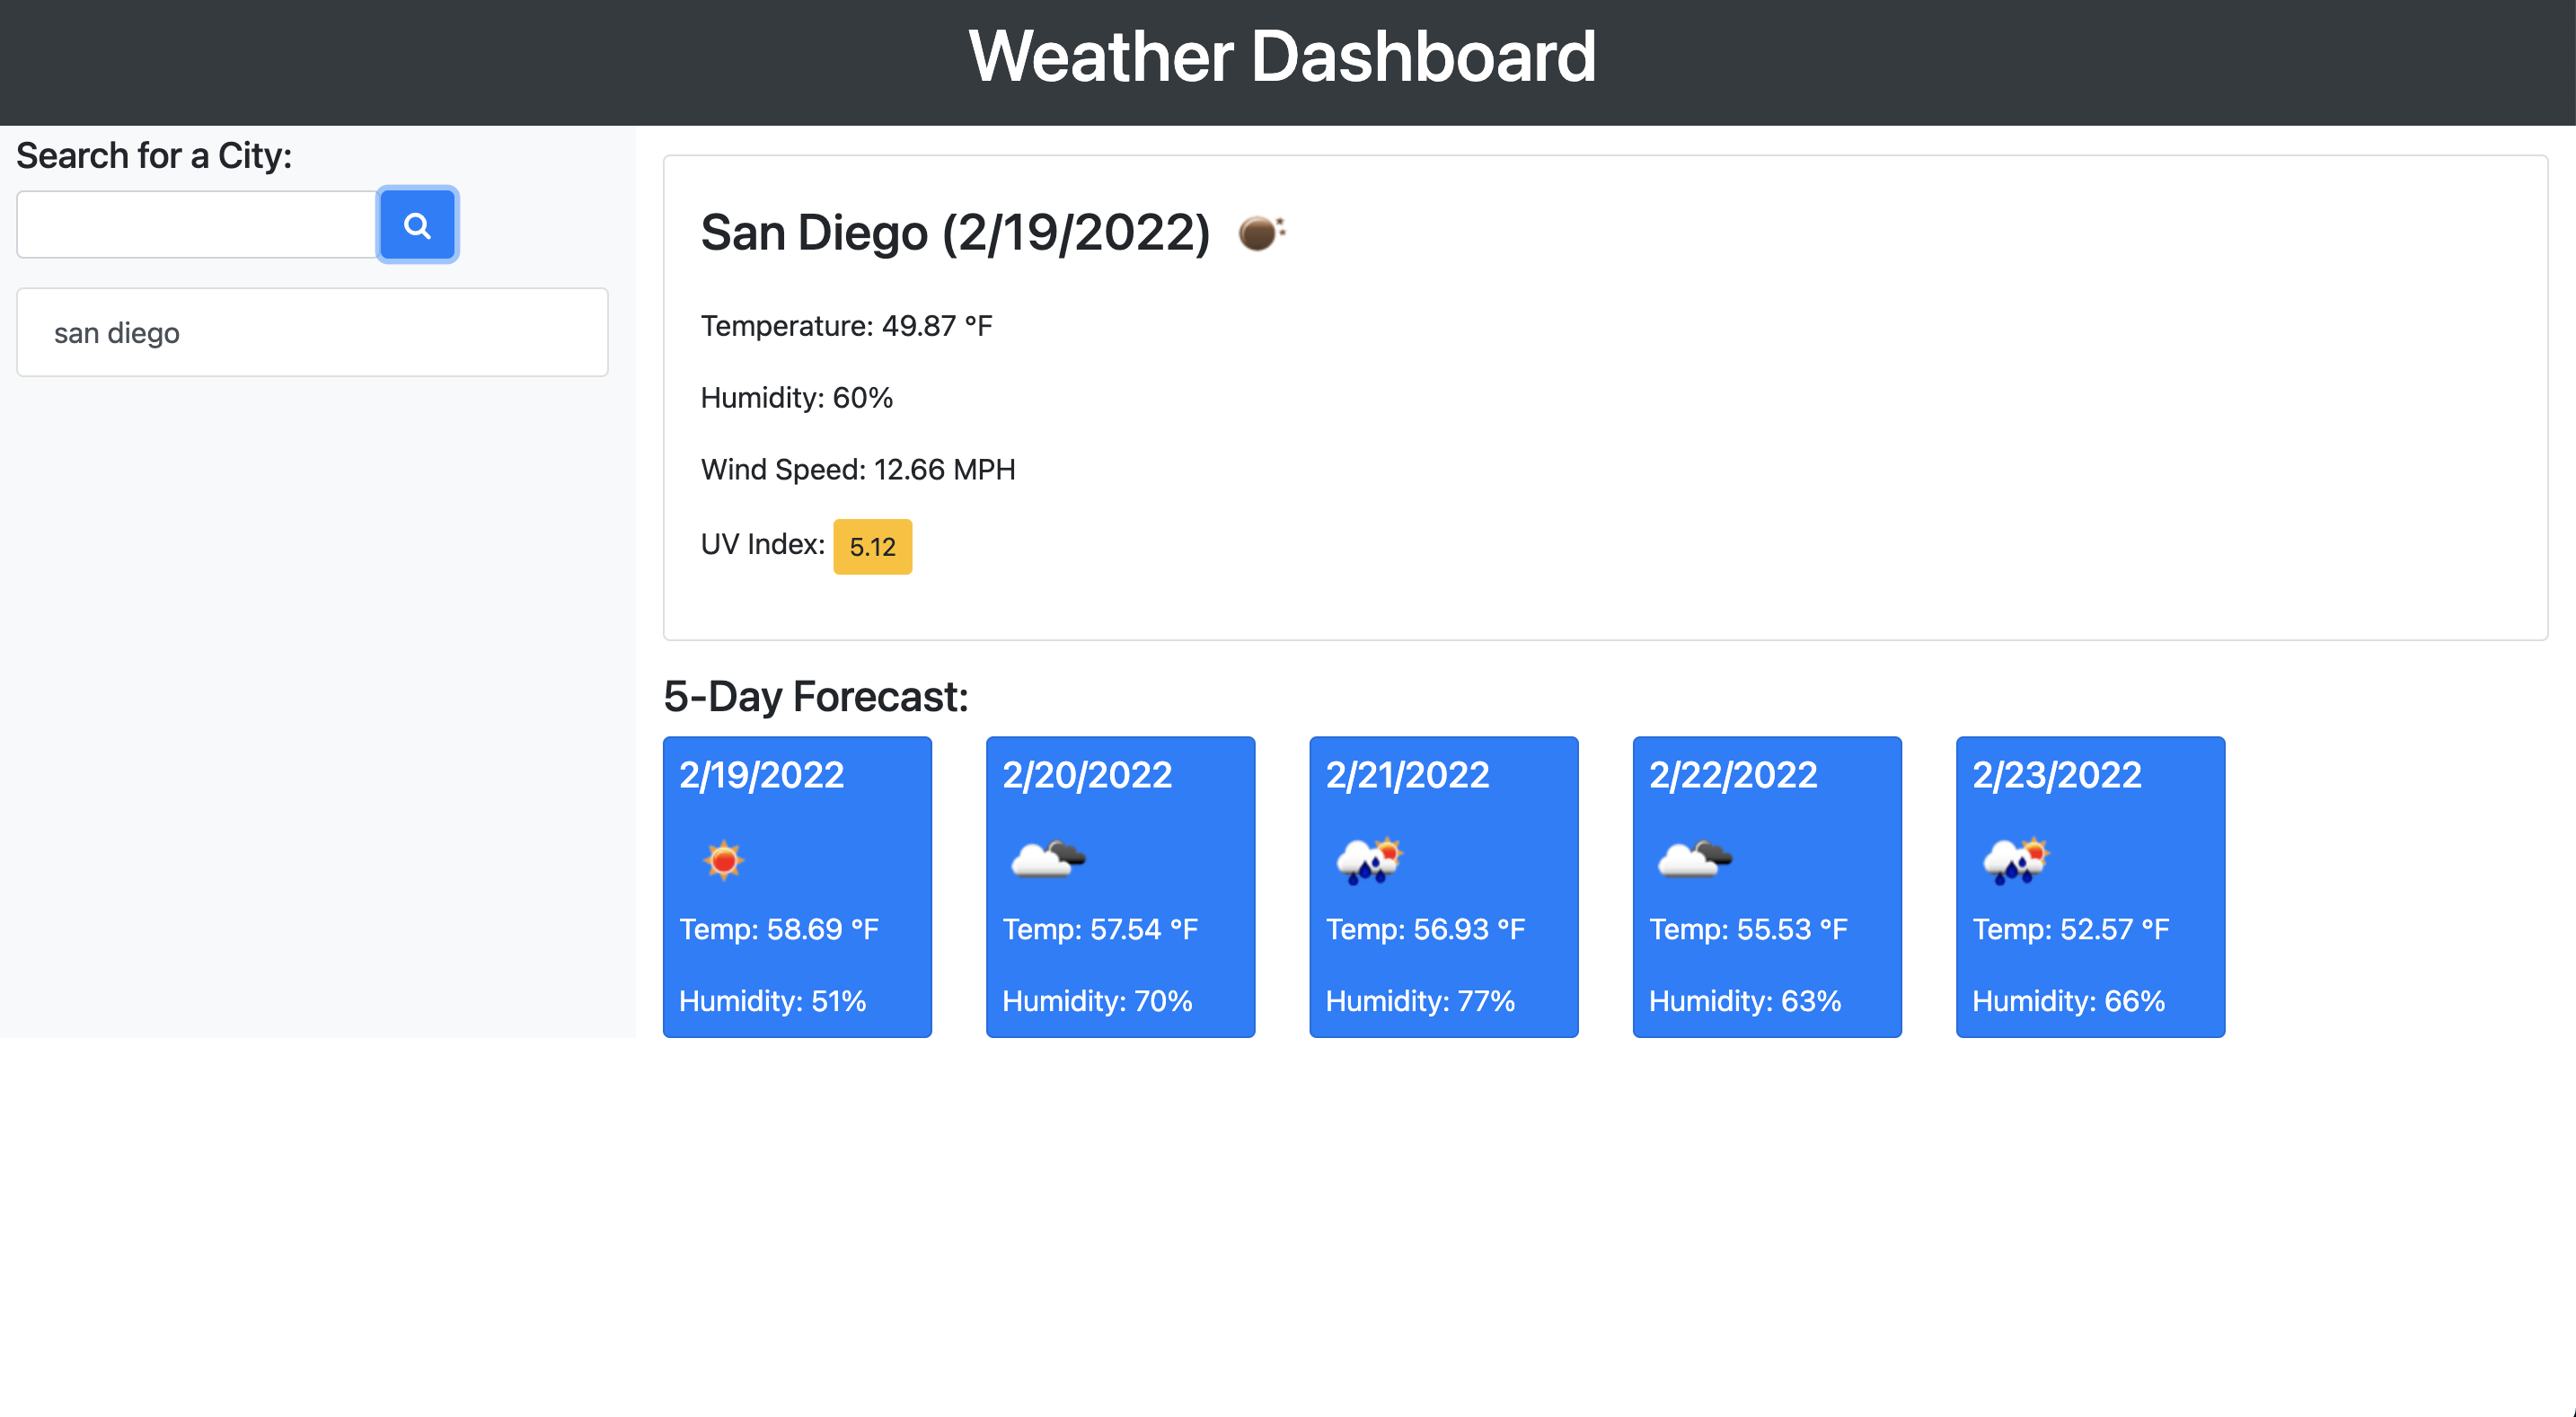 Weather Dashboard
Search for a City:
san diego
San Diego (2/19/2022)
Temperature: 49.87 °F
Humidity: 60%
Wind Speed: 12.66 MPH
UV Index: 5.12
5-Day Forecast:
2/19/2022
Temp: 58.69 °F
Humidity: 51%
2/20/2022
Temp: 57.54 °F
Humidity: 70%
2/21/2022
Temp: 56.93 °F
Humidity: 77%
2/22/2022
Temp: 55.53 °F
Humidity: 63%
2/23/2022
Temp: 52.57 °F
Humidity: 66%